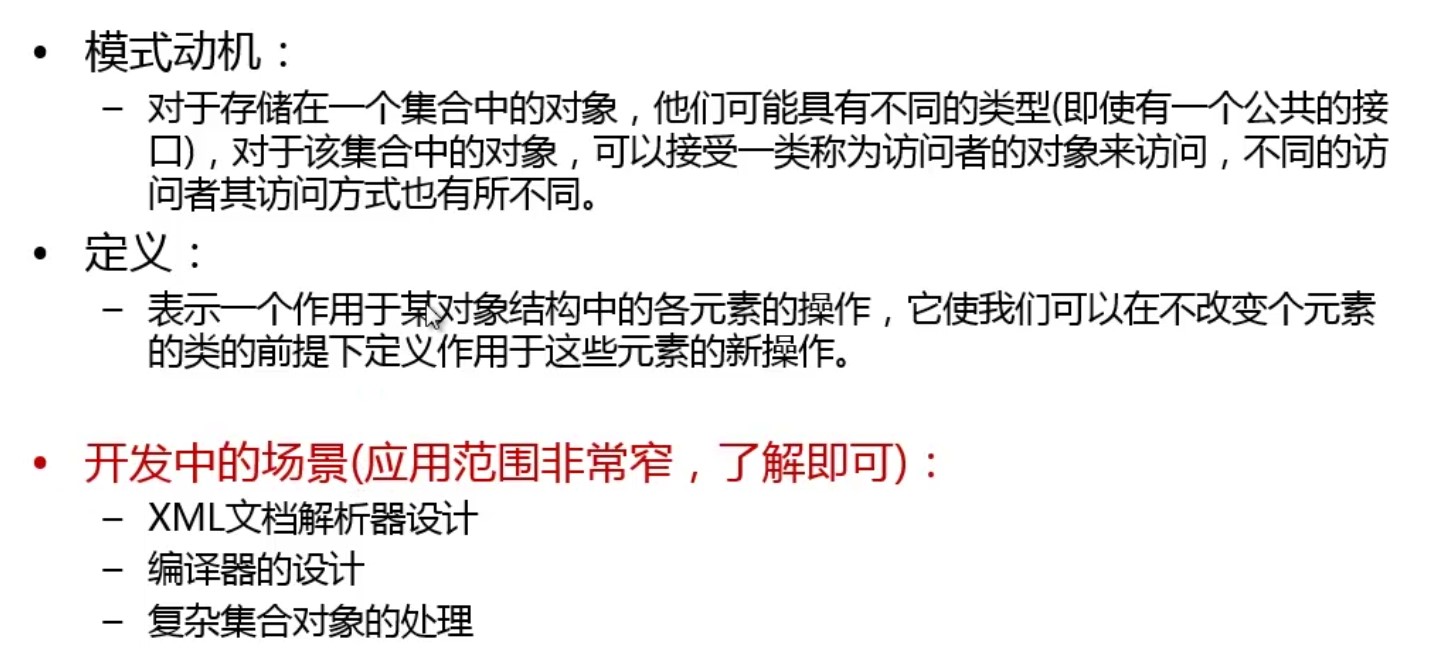 • 模式动机：
– 对于存储在一个集合中的对象，他们可能具有不同的类型(即使有一个公共的接
口)，对于该集合中的对象，可以接受一类称为访问者的对象来访问，不同的访
问者其访问方式也有所不同。
• 定义：
– 表示一个作用于某对象结构中的各元素的操作，它使我们可以在不改变个元素
的类的前提下定义作用于这些元素的新操作。
• 开发中的场景(应用范围非常窄，了解即可)：
– XML文档解析器设计
– 编译器的设计
– 复杂集合对象的处理